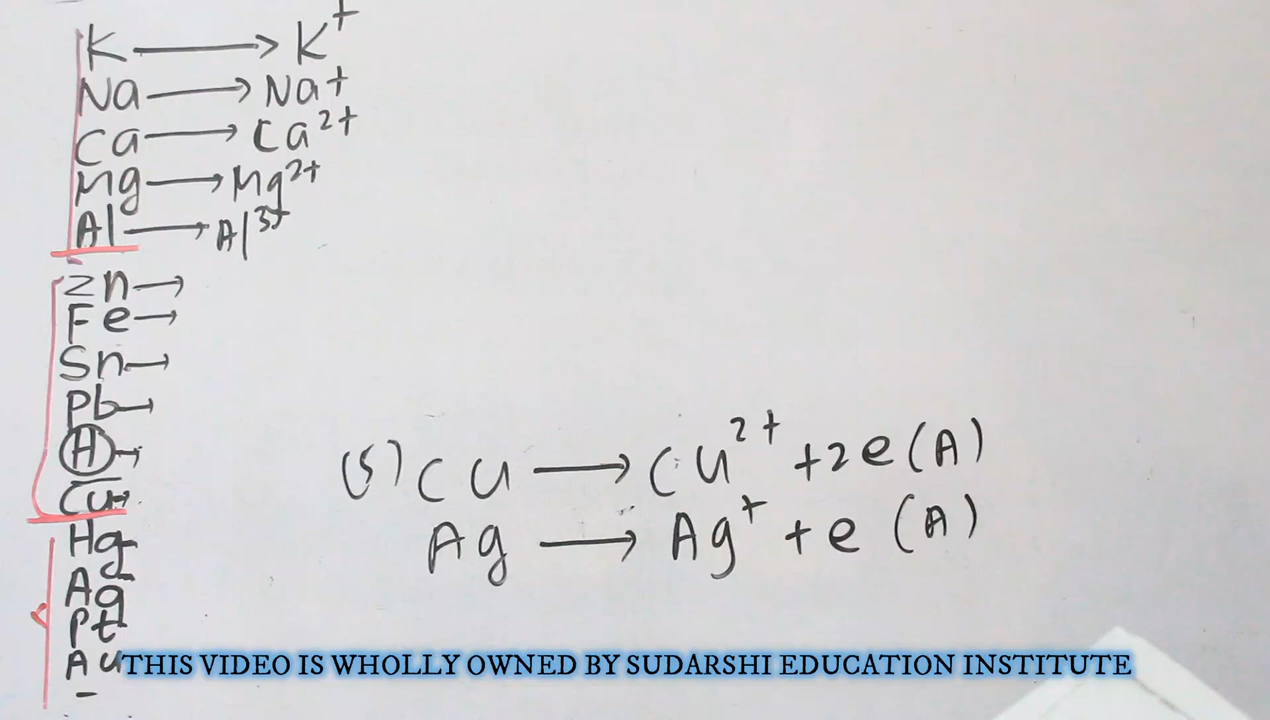 K → K⁺
Na → Na⁺
Ca → Ca²⁺
Mg → Mg²⁺
Al → Al³⁺
Zn →
Fe →
Sn →
Pb →
H →
Cu →
Hg
Ag
Pt
Au
(s) Cu → Cu²⁺ + 2e (A)
Ag → Ag⁺ + e (A)
THIS VIDEO IS WHOLLY OWNED BY SUDARSHI EDUCATION INSTITUTE